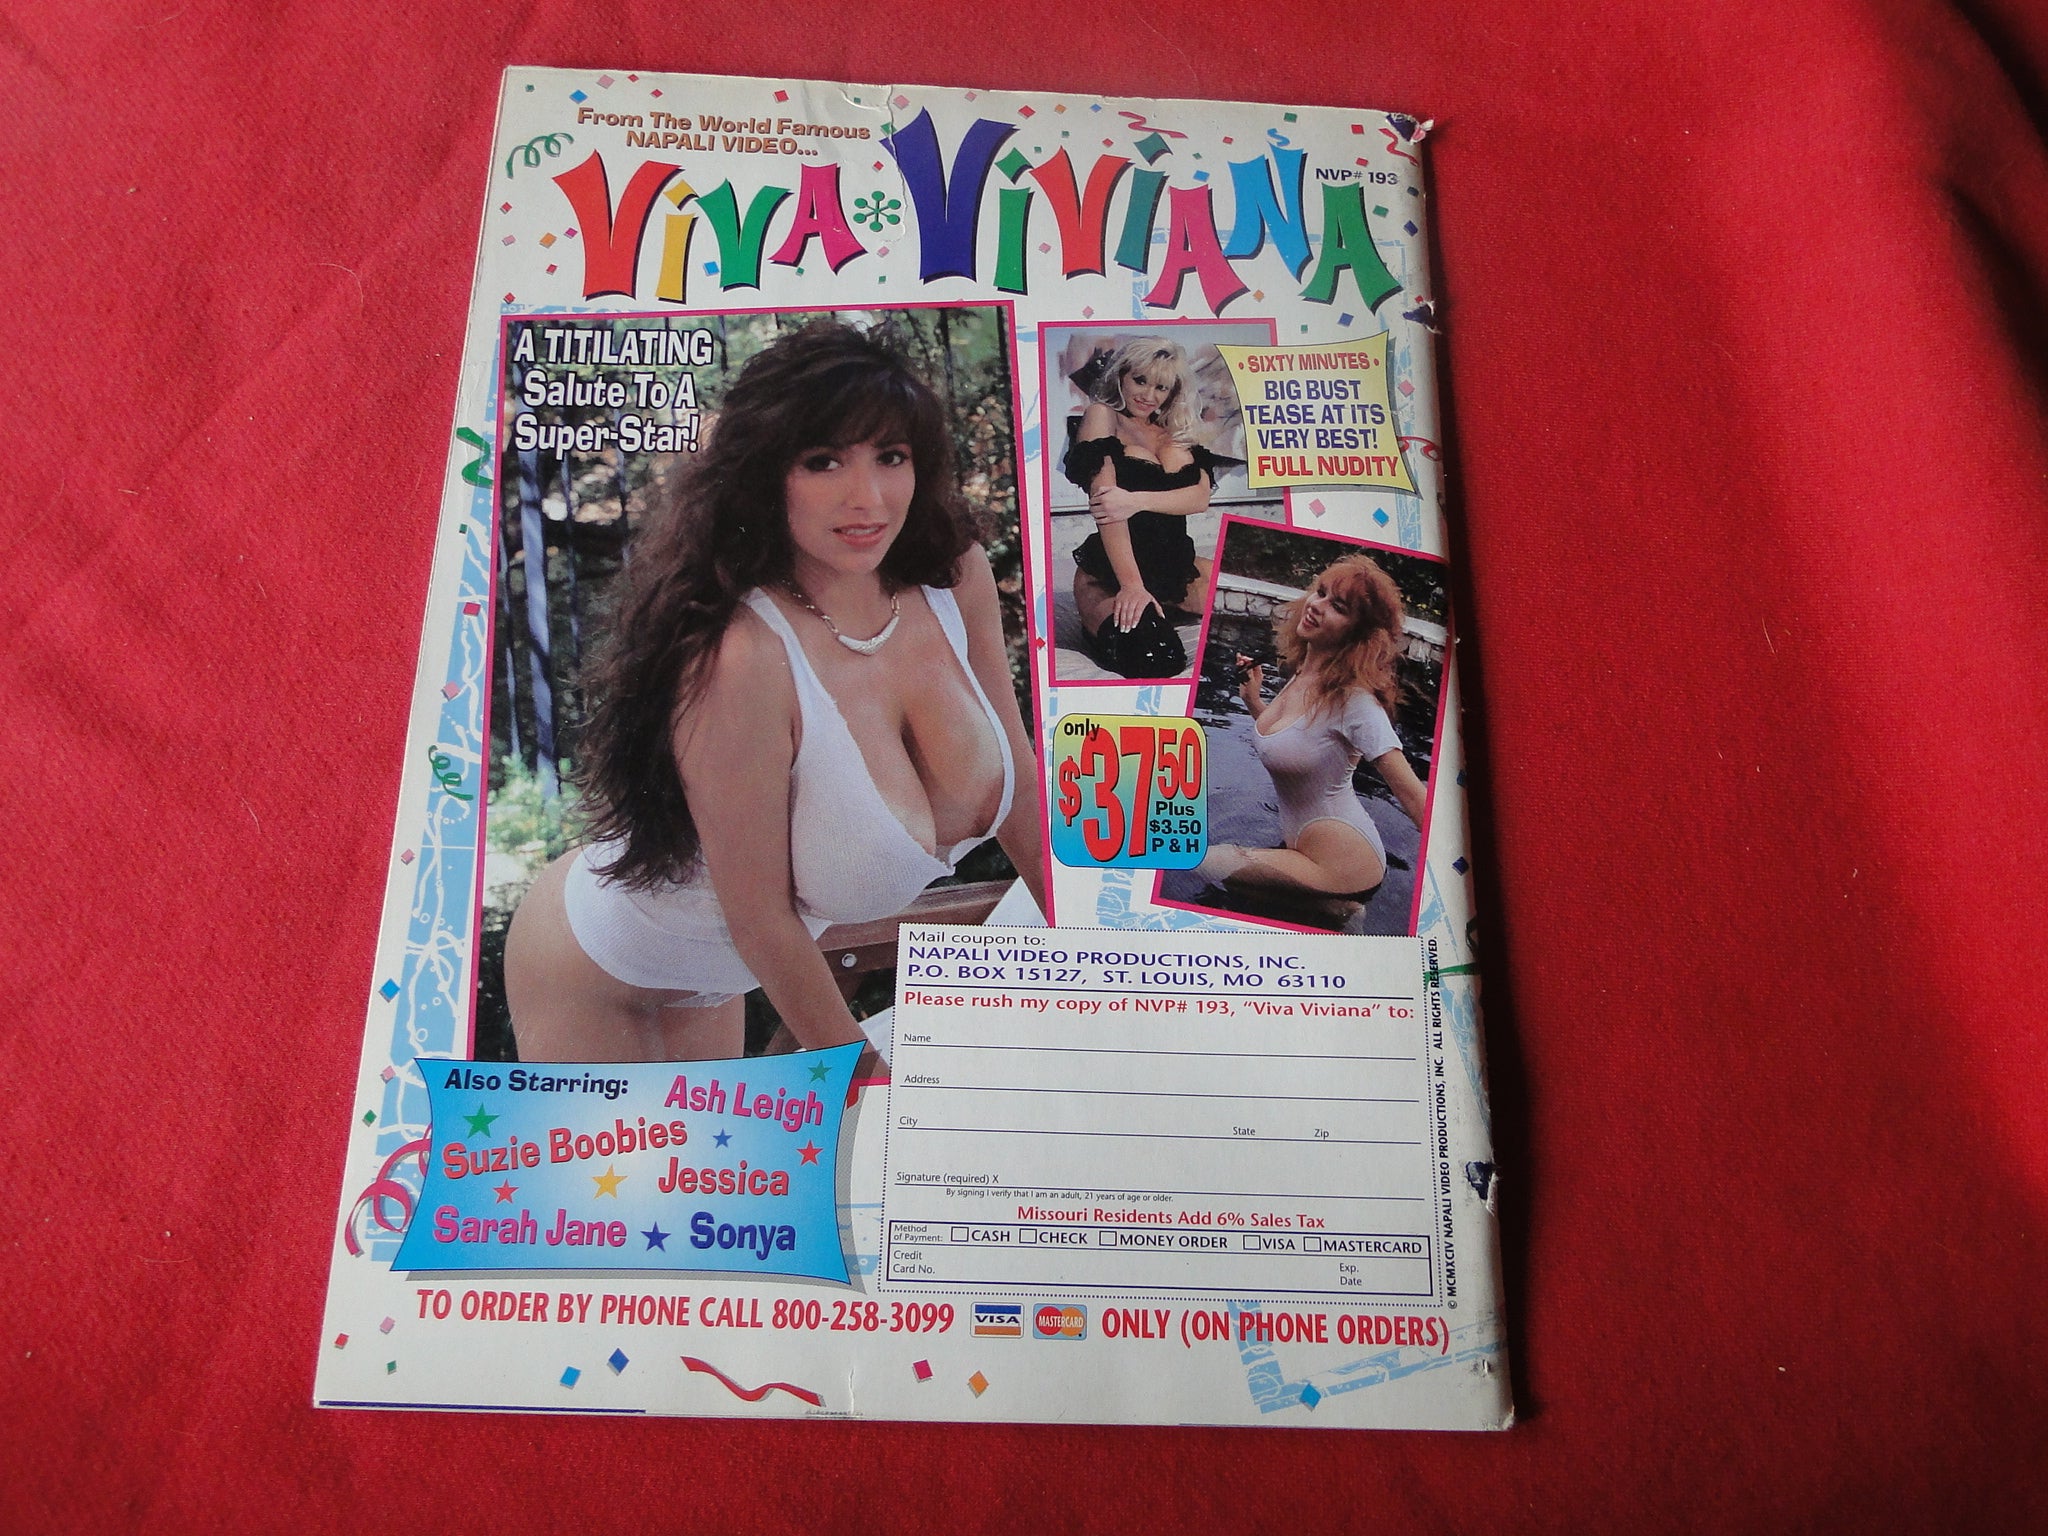 From The World Famous
NAPALI VIDEO...
VIVA * VIVIANA
NVP# 193
A TITILATING
Salute To A
Super-Star!
• SIXTY MINUTES •
BIG BUST
TEASE AT ITS
VERY BEST!
FULL NUDITY
only
$37 50
Plus
$3.50
P & H
Mail coupon to:
NAPALI VIDEO PRODUCTIONS, INC.
P.O. BOX 15127, ST. LOUIS, MO 63110
Please rush my copy of NVP# 193, "Viva Viviana" to:
Name
Address
City State Zip
Signature (required) X
By signing I verify that I am an adult, 21 years of age or older.
Missouri Residents Add 6% Sales Tax
Method
of Payment: CASH CHECK MONEY ORDER VISA MASTERCARD
Credit
Card No.
Exp.
Date
© MCMXCIV NAPALI VIDEO PRODUCTIONS, INC. ALL RIGHTS RESERVED.
Also Starring: Ash Leigh
Suzie Boobies
Jessica
Sarah Jane ★ Sonya
TO ORDER BY PHONE CALL 800-258-3099 VISA MASTERCARD ONLY (ON PHONE ORDERS)